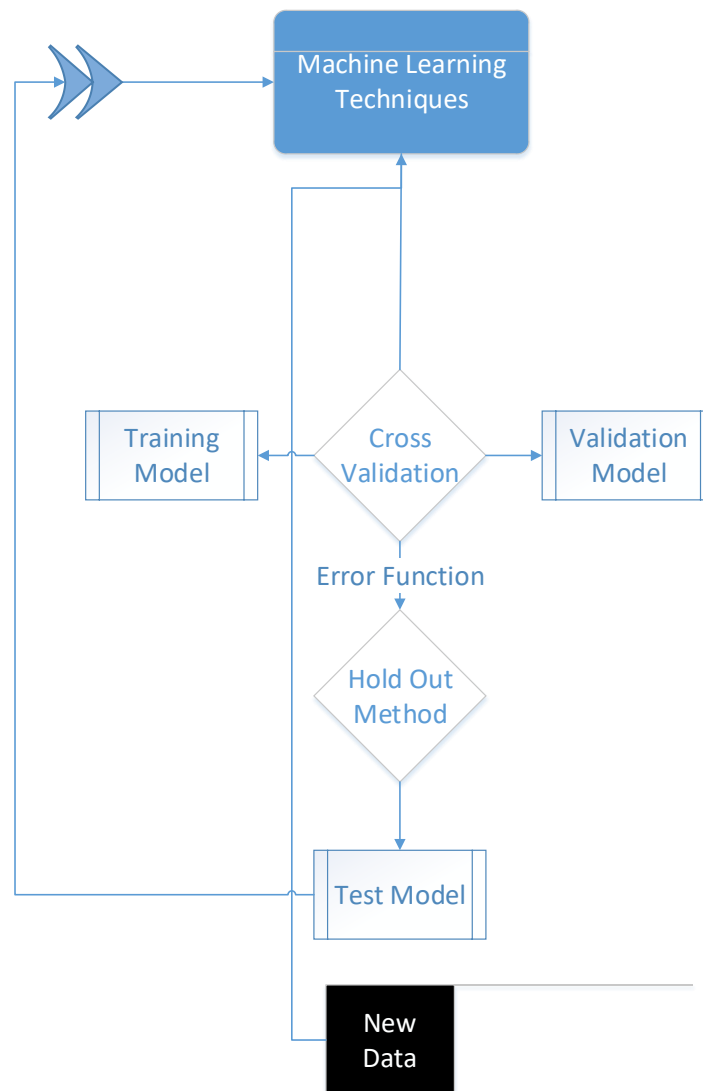 Machine Learning
Techniques
Training
Model
Cross
Validation
Validation
Model
Error Function
Hold Out
Method
Test Model
New
Data